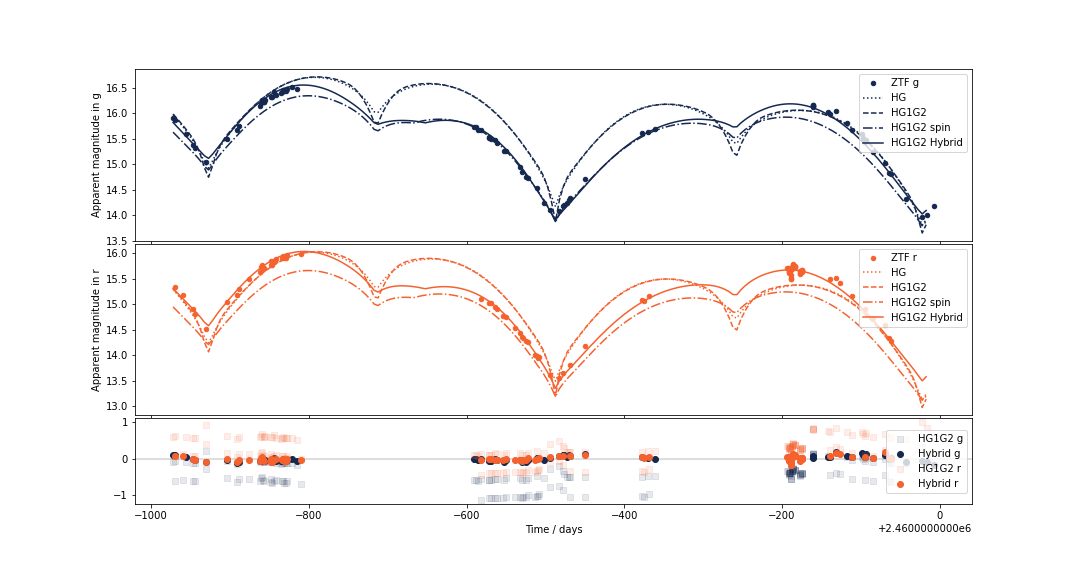 Apparent magnitude in g
16.5
16.0
15.5
15.0
14.5
14.0
13.5
ZTF g
HG
HG1G2
HG1G2 spin
HG1G2 Hybrid
Apparent magnitude in r
16.0
15.5
15.0
14.5
14.0
13.5
13.0
ZTF r
HG
HG1G2
HG1G2 spin
HG1G2 Hybrid
1
0
−1
HG1G2 g
Hybrid g
HG1G2 r
Hybrid r
−1000
−800
−600
−400
−200
0
Time / days
+2.4600000000e6